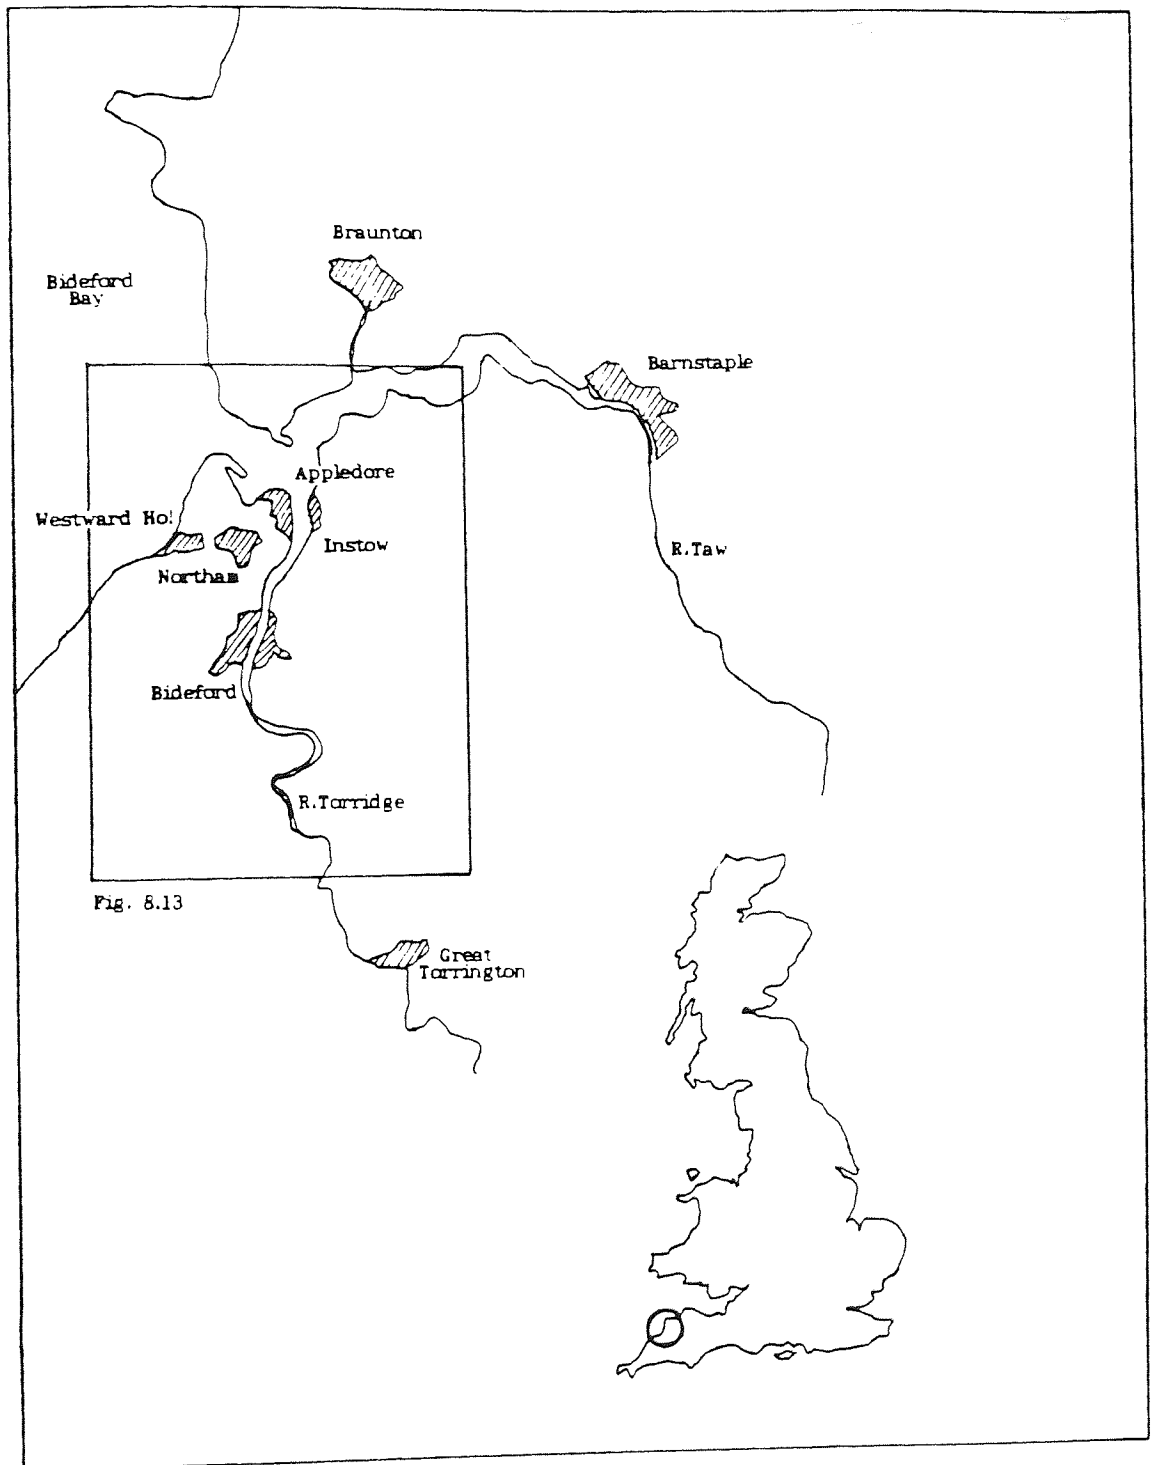 Braunton
Bideford
Bay
Barnstaple
Appledore
Westward Ho!
Instow
R.Taw
Northam
Bideford
R.Torridge
Fig. 8.13
Great
Torrington